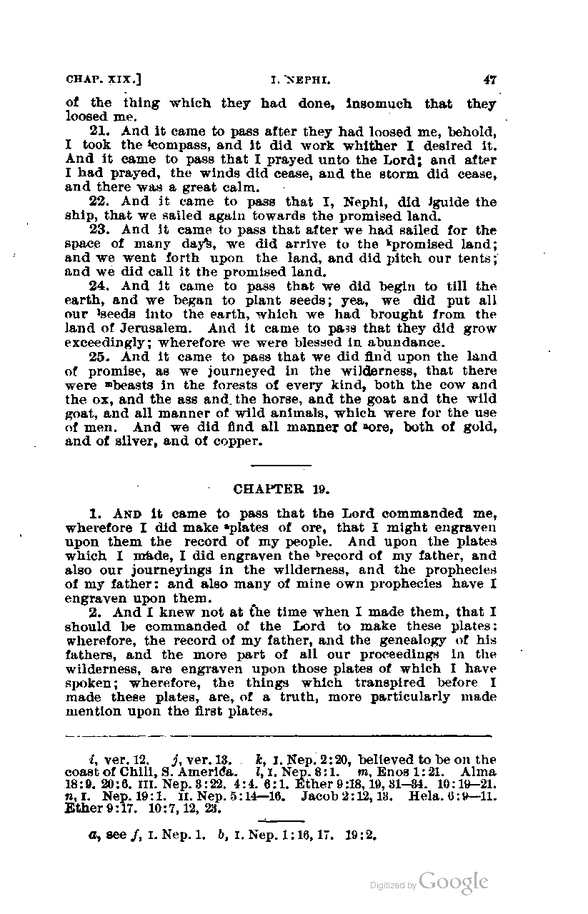 CHAP. XIX.] I. NEPHI. 47
of the thing which they had done, insomuch that they
loosed me.
21. And it came to pass after they had loosed me, behold,
I took the icompass, and it did work whither I desired it.
And it came to pass that I prayed unto the Lord; and after
I had prayed, the winds did cease, and the storm did cease,
and there was a great calm.
22. And it came to pass that I, Nephi, did jguide the
ship, that we sailed again towards the promised land.
23. And it came to pass that after we had sailed for the
space of many days, we did arrive to the kpromised land;
and we went forth upon the land, and did pitch our tents;
and we did call it the promised land.
24. And it came to pass that we did begin to till the
earth, and we began to plant seeds; yea, we did put all
our lseeds into the earth, which we had brought from the
land of Jerusalem. And it came to pass that they did grow
exceedingly; wherefore we were blessed in abundance.
25. And it came to pass that we did find upon the land
of promise, as we journeyed in the wilderness, that there
were mbeasts in the forests of every kind, both the cow and
the ox, and the ass and the horse, and the goat and the wild
goat, and all manner of wild animals, which were for the use
of men. And we did find all manner of nore, both of gold,
and of silver, and of copper.
CHAPTER 19.
1. AND it came to pass that the Lord commanded me,
wherefore I did make aplates of ore, that I might engraven
upon them the record of my people. And upon the plates
which I made, I did engraven the brecord of my father, and
also our journeyings in the wilderness, and the prophecies
of my father: and also many of mine own prophecies have I
engraven upon them.
2. And I knew not at the time when I made them, that I
should be commanded of the Lord to make these plates:
wherefore, the record of my father, and the genealogy of his
fathers, and the more part of all our proceedings in the
wilderness, are engraven upon those plates of which I have
spoken; wherefore, the things which transpired before I
made these plates, are, of a truth, more particularly made
mention upon the first plates.
i, ver. 12. j, ver. 13. k, I. Nep. 2:20, believed to be on the
coast of Chili, S. America. l, I. Nep. 8:1. m, Enos 1:21. Alma
18:9. 20:6. III. Nep. 3:22. 4:4. 6:1. Ether 9:18, 19, 31—34. 10:19—21.
n, I. Nep. 19:1. II. Nep. 5:14—16. Jacob 2:12, 13. Hela. 6:9—11.
Ether 9:17. 10:7, 12, 23.
a, see f, I. Nep. 1. b, I. Nep. 1:16, 17. 19:2.
Digitized by Google